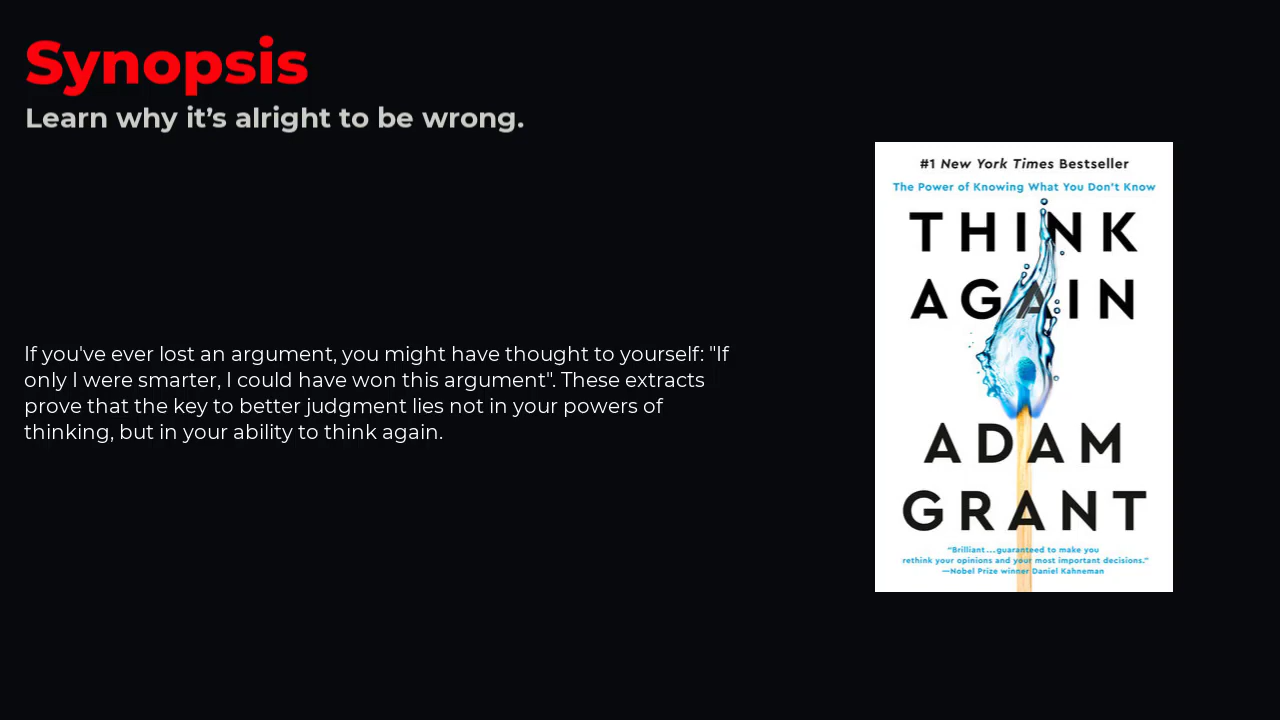 Synopsis
Learn why it’s alright to be wrong.
If you've ever lost an argument, you might have thought to yourself: "If
only I were smarter, I could have won this argument". These extracts
prove that the key to better judgment lies not in your powers of
thinking, but in your ability to think again.
#1 New York Times Bestseller
The Power of Knowing What You Don't Know
THINK
AGAIN
ADAM
GRANT
“Brilliant...guaranteed to make you
rethink your opinions and your most important decisions.”
—Nobel Prize winner Daniel Kahneman